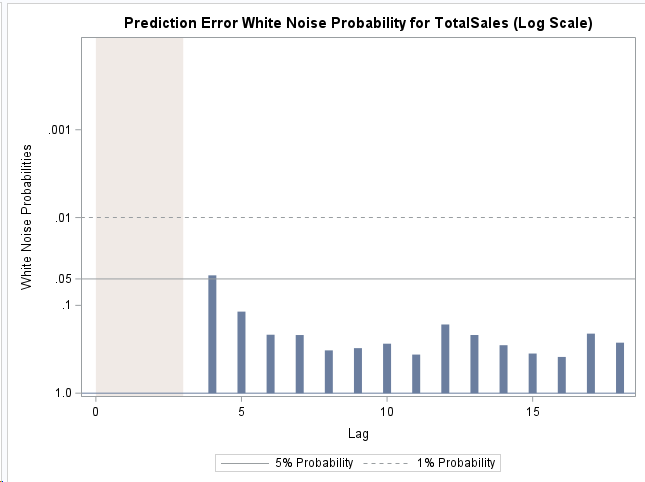 Prediction Error White Noise Probability for TotalSales (Log Scale)
White Noise Probabilities
.001
.01
.05
.1
1.0
0 5 10 15
Lag
5% Probability 1% Probability